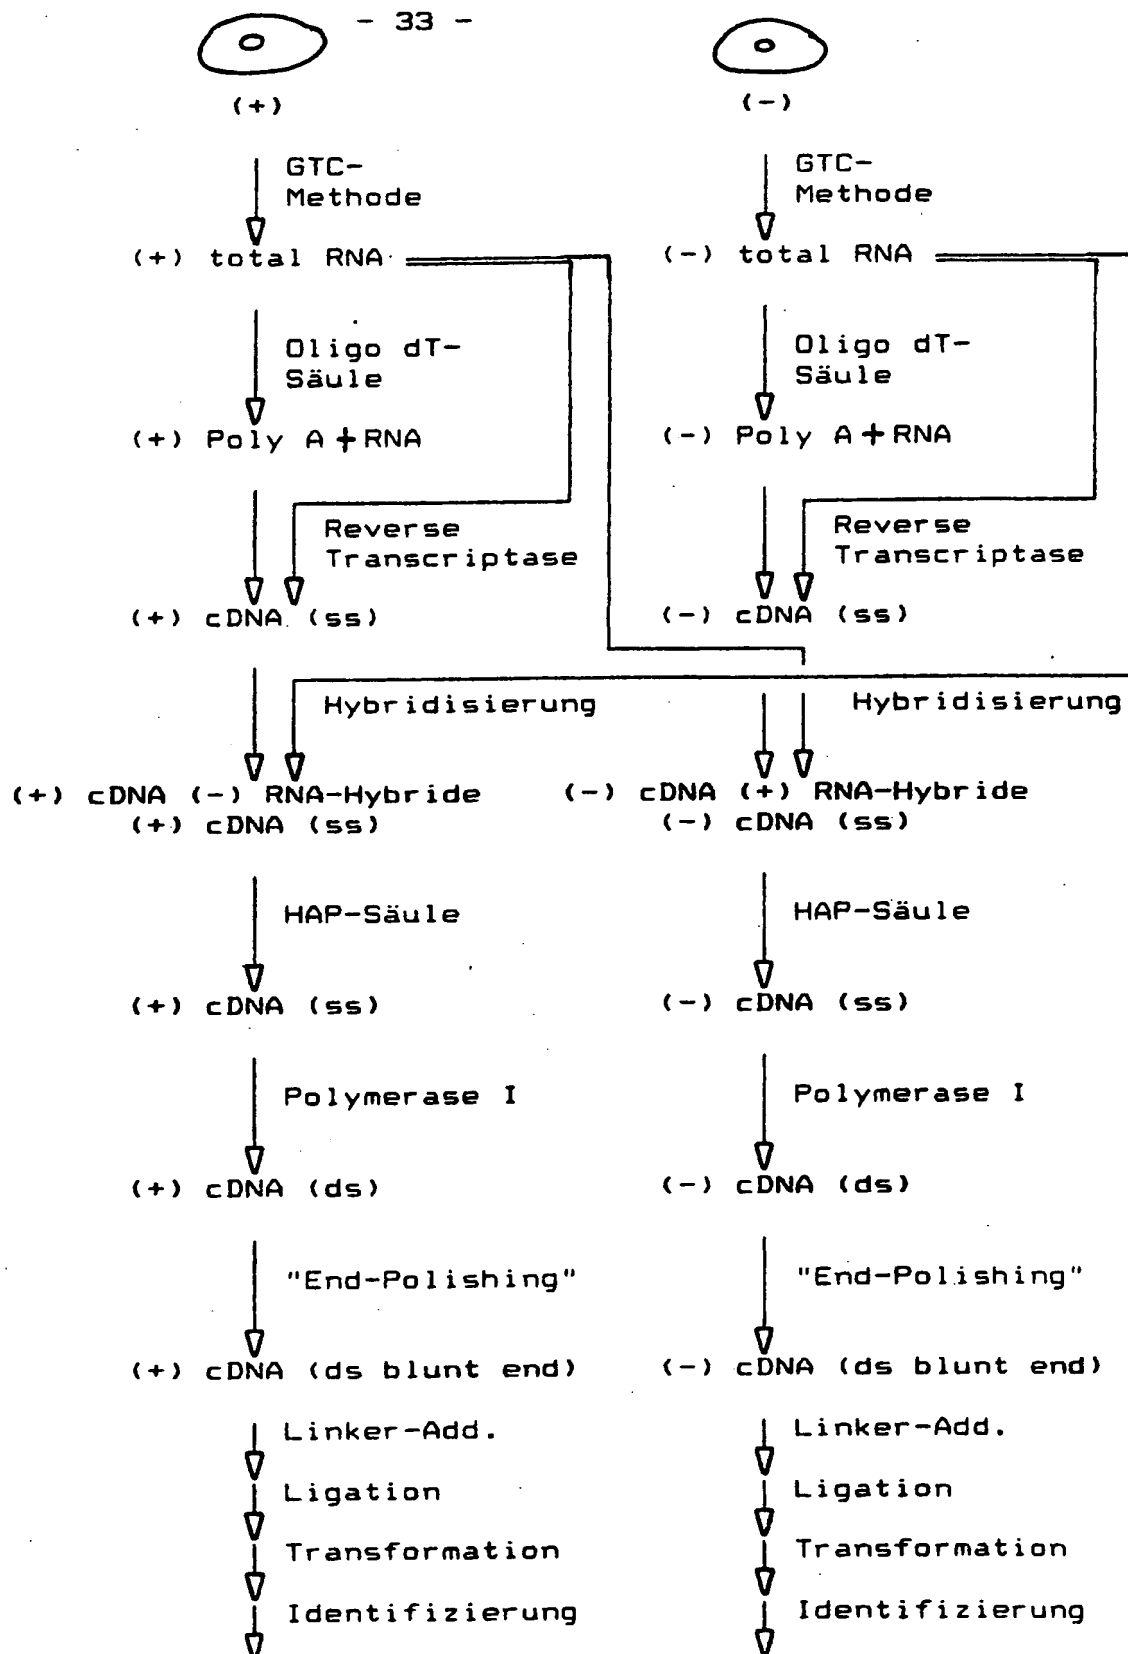 - 33 -
(+)
GTC-
Methode
(+) total RNA
Oligo dT-
Säule
(+) Poly A + RNA
Reverse
Transcriptase
(+) cDNA (ss)
Hybridisierung
(+) cDNA (-) RNA-Hybride
(+) cDNA (ss)
HAP-Säule
(+) cDNA (ss)
Polymerase I
(+) cDNA (ds)
"End-Polishing"
(+) cDNA (ds blunt end)
Linker-Add.
Ligation
Transformation
Identifizierung
(-)
GTC-
Methode
(-) total RNA
Oligo dT-
Säule
(-) Poly A + RNA
Reverse
Transcriptase
(-) cDNA (ss)
Hybridisierung
(-) cDNA (+) RNA-Hybride
(-) cDNA (ss)
HAP-Säule
(-) cDNA (ss)
Polymerase I
(-) cDNA (ds)
"End-Polishing"
(-) cDNA (ds blunt end)
Linker-Add.
Ligation
Transformation
Identifizierung